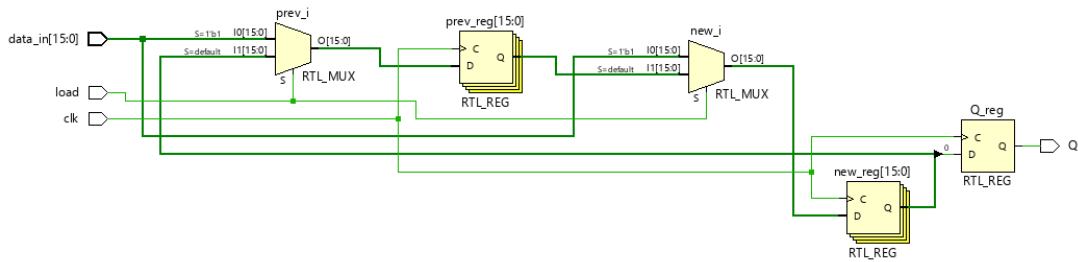 prev_i
data_in[15:0]
S=1'b1 I0[15:0]
S=default I1[15:0]
O[15:0]
S
RTL_MUX
load
clk
prev_reg[15:0]
C
D
Q
RTL_REG
new_i
S=1'b1 I0[15:0]
S=default I1[15:0]
O[15:0]
S
RTL_MUX
Q_reg
C
0 D
Q
RTL_REG
Q
new_reg[15:0]
C
D
Q
RTL_REG